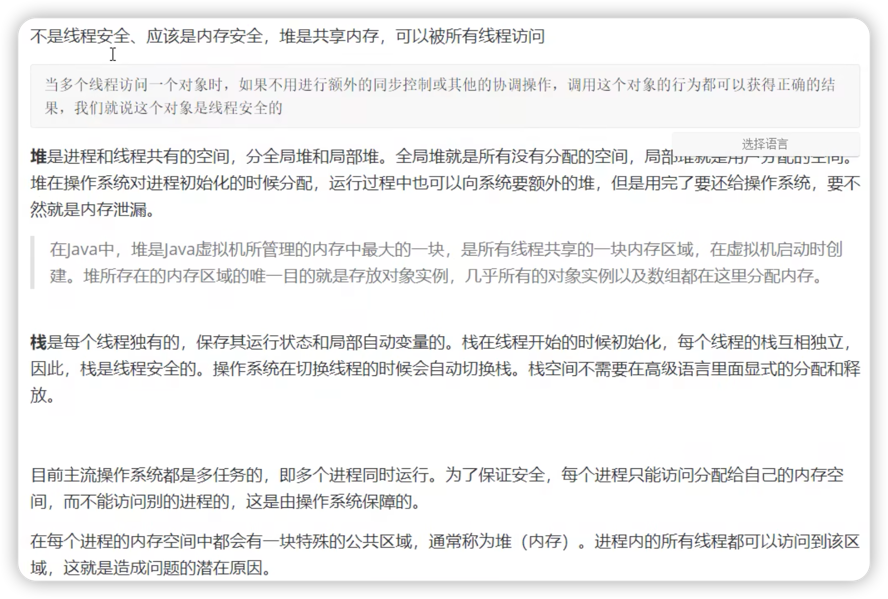 不是线程安全、应该是内存安全，堆是共享内存，可以被所有线程访问
当多个线程访问一个对象时，如果不用进行额外的同步控制或其他的协调操作，调用这个对象的行为都可以获得正确的结
果，我们就说这个对象是线程安全的
选择语言
堆是进程和线程共有的空间，分全局堆和局部堆。全局堆就是所有没有分配的空间，局部堆就是用户分配的空间。
堆在操作系统对进程初始化的时候分配，运行过程中也可以向系统要额外的堆，但是用完了要还给操作系统，要不
然就是内存泄漏。
在Java中，堆是Java虚拟机所管理的内存中最大的一块，是所有线程共享的一块内存区域，在虚拟机启动时创
建。堆所存在的内存区域的唯一目的就是存放对象实例，几乎所有的对象实例以及数组都在这里分配内存。
栈是每个线程独有的，保存其运行状态和局部自动变量的。栈在线程开始的时候初始化，每个线程的栈互相独立，
因此，栈是线程安全的。操作系统在切换线程的时候会自动切换栈。栈空间不需要在高级语言里面显式的分配和释
放。
目前主流操作系统都是多任务的，即多个进程同时运行。为了保证安全，每个进程只能访问分配给自己的内存空
间，而不能访问别的进程的，这是由操作系统保障的。
在每个进程的内存空间中都会有一块特殊的公共区域，通常称为堆（内存）。进程内的所有线程都可以访问到该区
域，这就是造成问题的潜在原因。